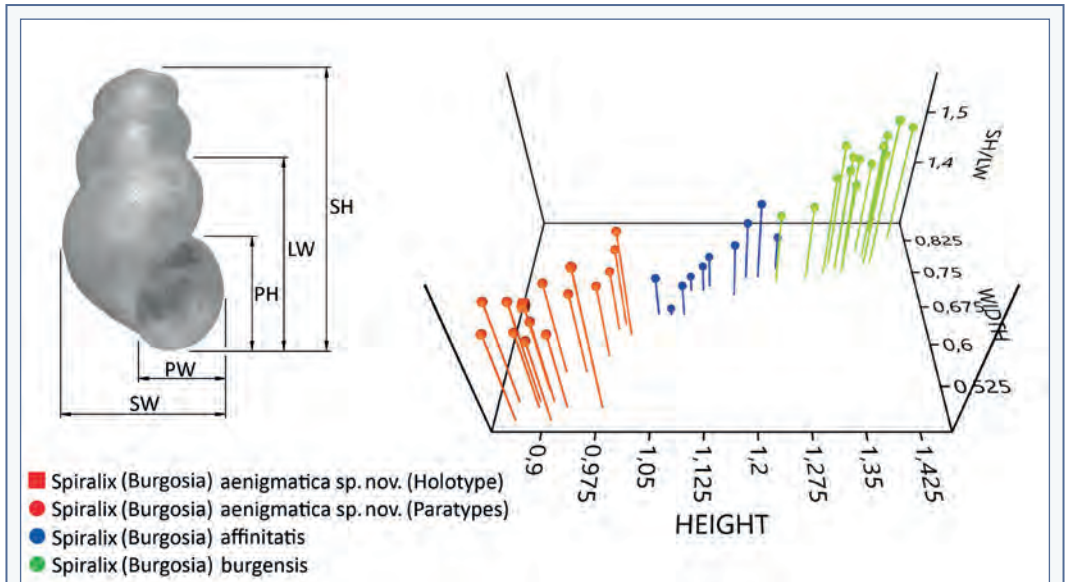 SH
LW
PH
PW
SW
1,5
1,4
SH/LW
0,825
0,75
0,675
WIDTH
0,6
0,525
0,9
0,975
1,05
1,125
1,2
1,275
1,35
1,425
HEIGHT
Spiralix (Burgosia) aenigmatica sp. nov. (Holotype)
Spiralix (Burgosia) aenigmatica sp. nov. (Paratypes)
Spiralix (Burgosia) affinitatis
Spiralix (Burgosia) burgensis